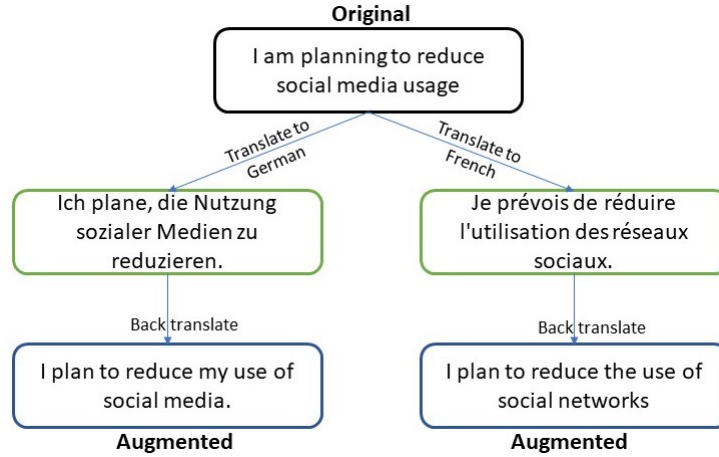 Original
I am planning to reduce
social media usage
Translate to
German
Translate to
French
Ich plane, die Nutzung
sozialer Medien zu
reduzieren.
Je prévois de réduire
l'utilisation des réseaux
sociaux.
Back translate
Back translate
I plan to reduce my use of
social media.
I plan to reduce the use of
social networks
Augmented
Augmented